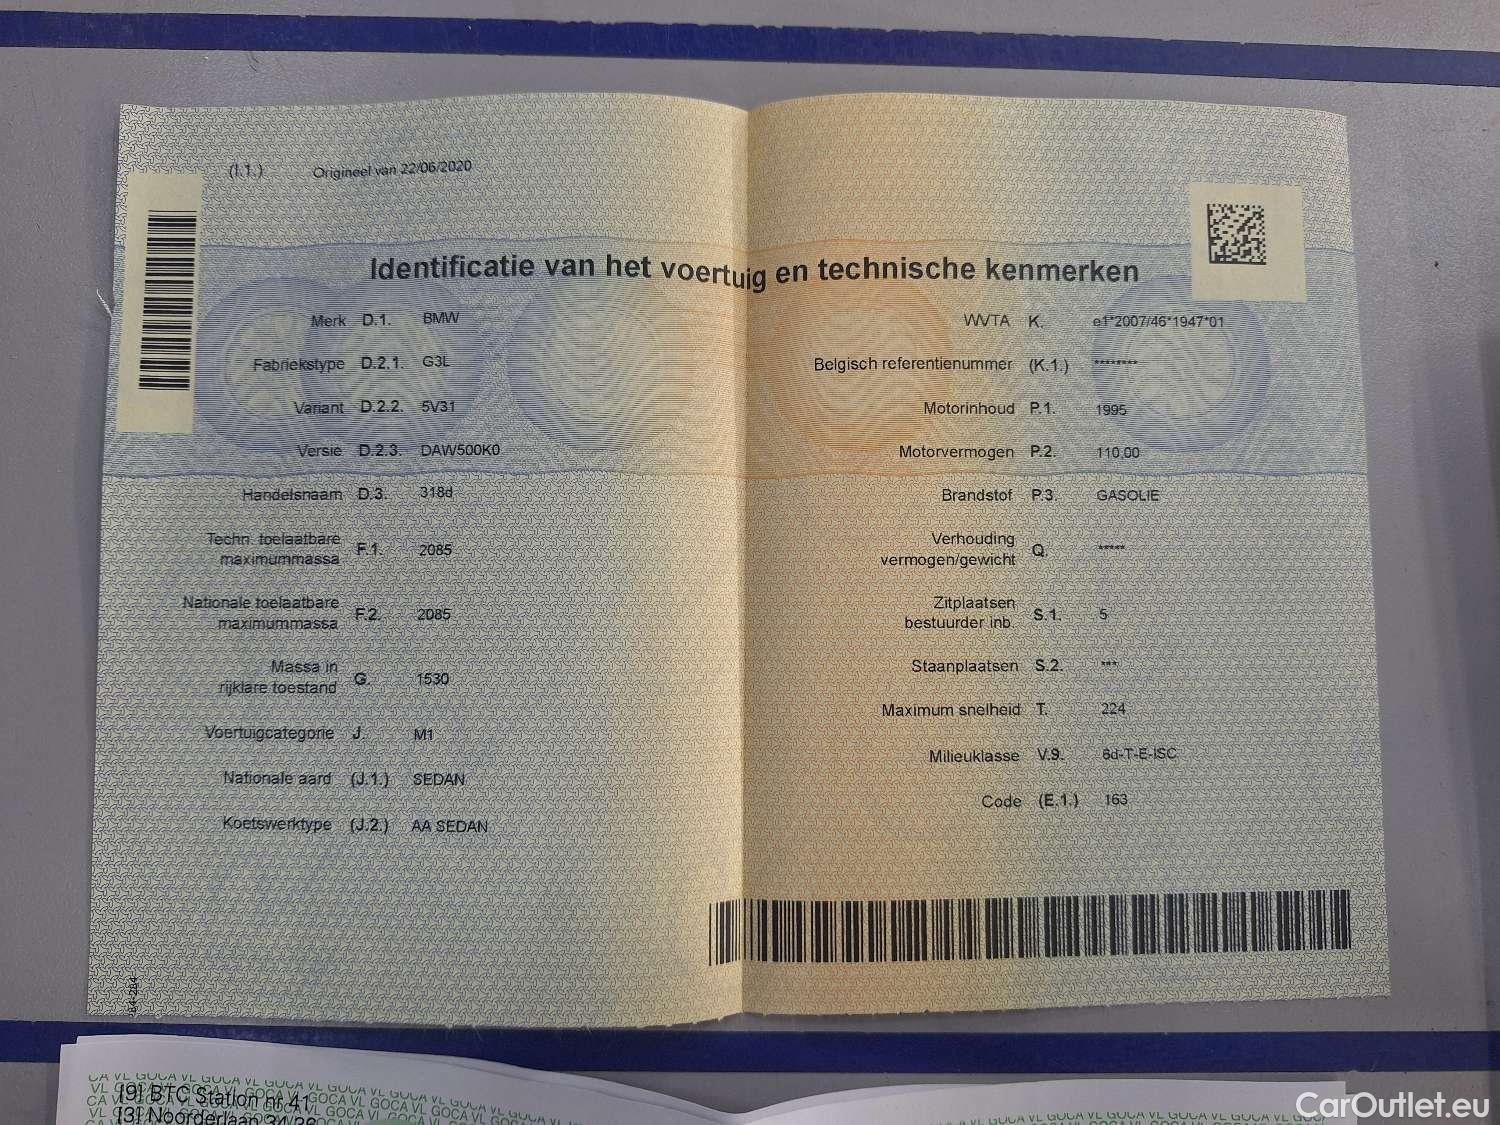 (I.1.) Origineel van 22/06/2020
Identificatie van het voertuig en technische kenmerken
Merk D.1. BMW
Fabriekstype D.2.1. G3L
Variant D.2.2. 5V31
Versie D.2.3. DAW500K0
Handelsnaam D.3. 318d
Techn. toelaatbare
maximummassa F.1. 2085
Nationale toelaatbare
maximummassa F.2. 2085
Massa in
rijklare toestand G. 1530
Voertuigcategorie J. M1
Nationale aard (J.1.) SEDAN
Koetswerktype (J.2.) AA SEDAN
WVTA K. e1*2007/46*1947*01
Belgisch referentienummer (K.1.) ********
Motorinhoud P.1. 1995
Motorvermogen P.2. 110,00
Brandstof P.3. GASOLIE
Verhouding
vermogen/gewicht Q. *****
Zitplaatsen
bestuurder inb. S.1. 5
Staanplaatsen S.2. ***
Maximum snelheid T. 224
Milieuklasse V.9. 6d-T-E-ISC
Code (E.1.) 163
84-284
[9] BTC Station nr 41
[3] Noorderlaan
CarOutlet.eu